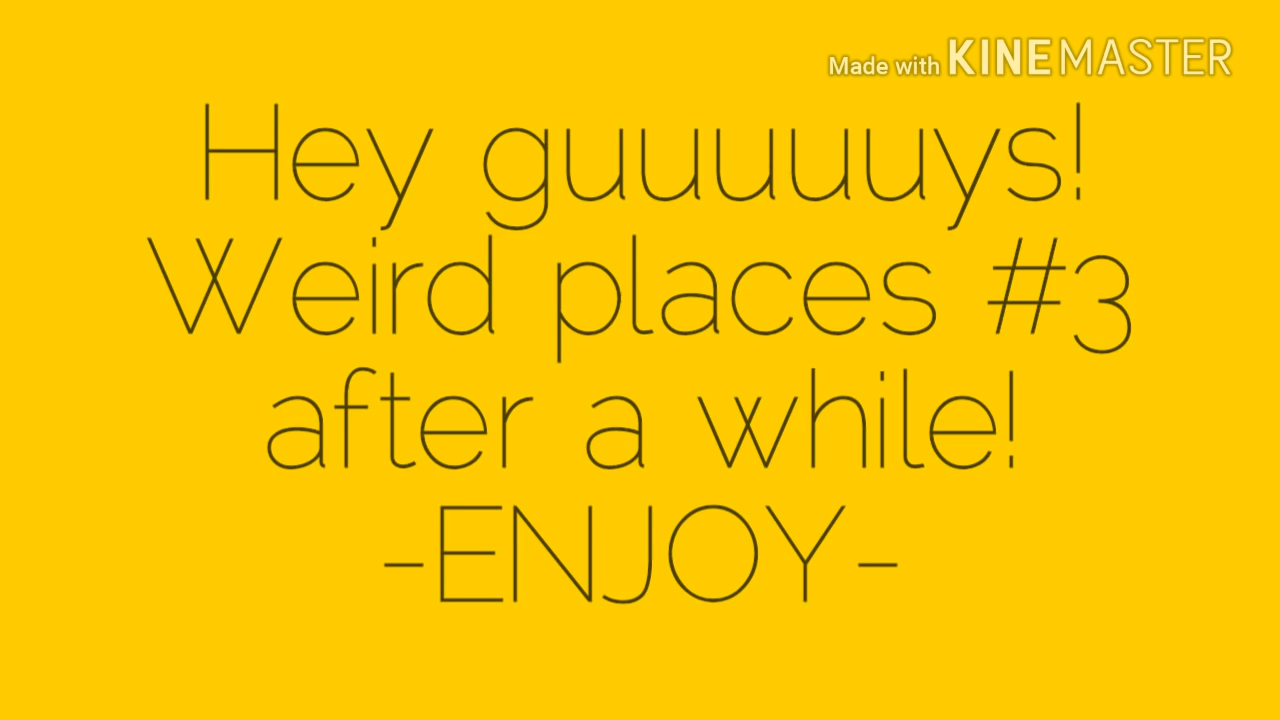 Made with KINEMASTER
Hey guuuuuys!
Weird places #3
after a while!
-ENJOY-